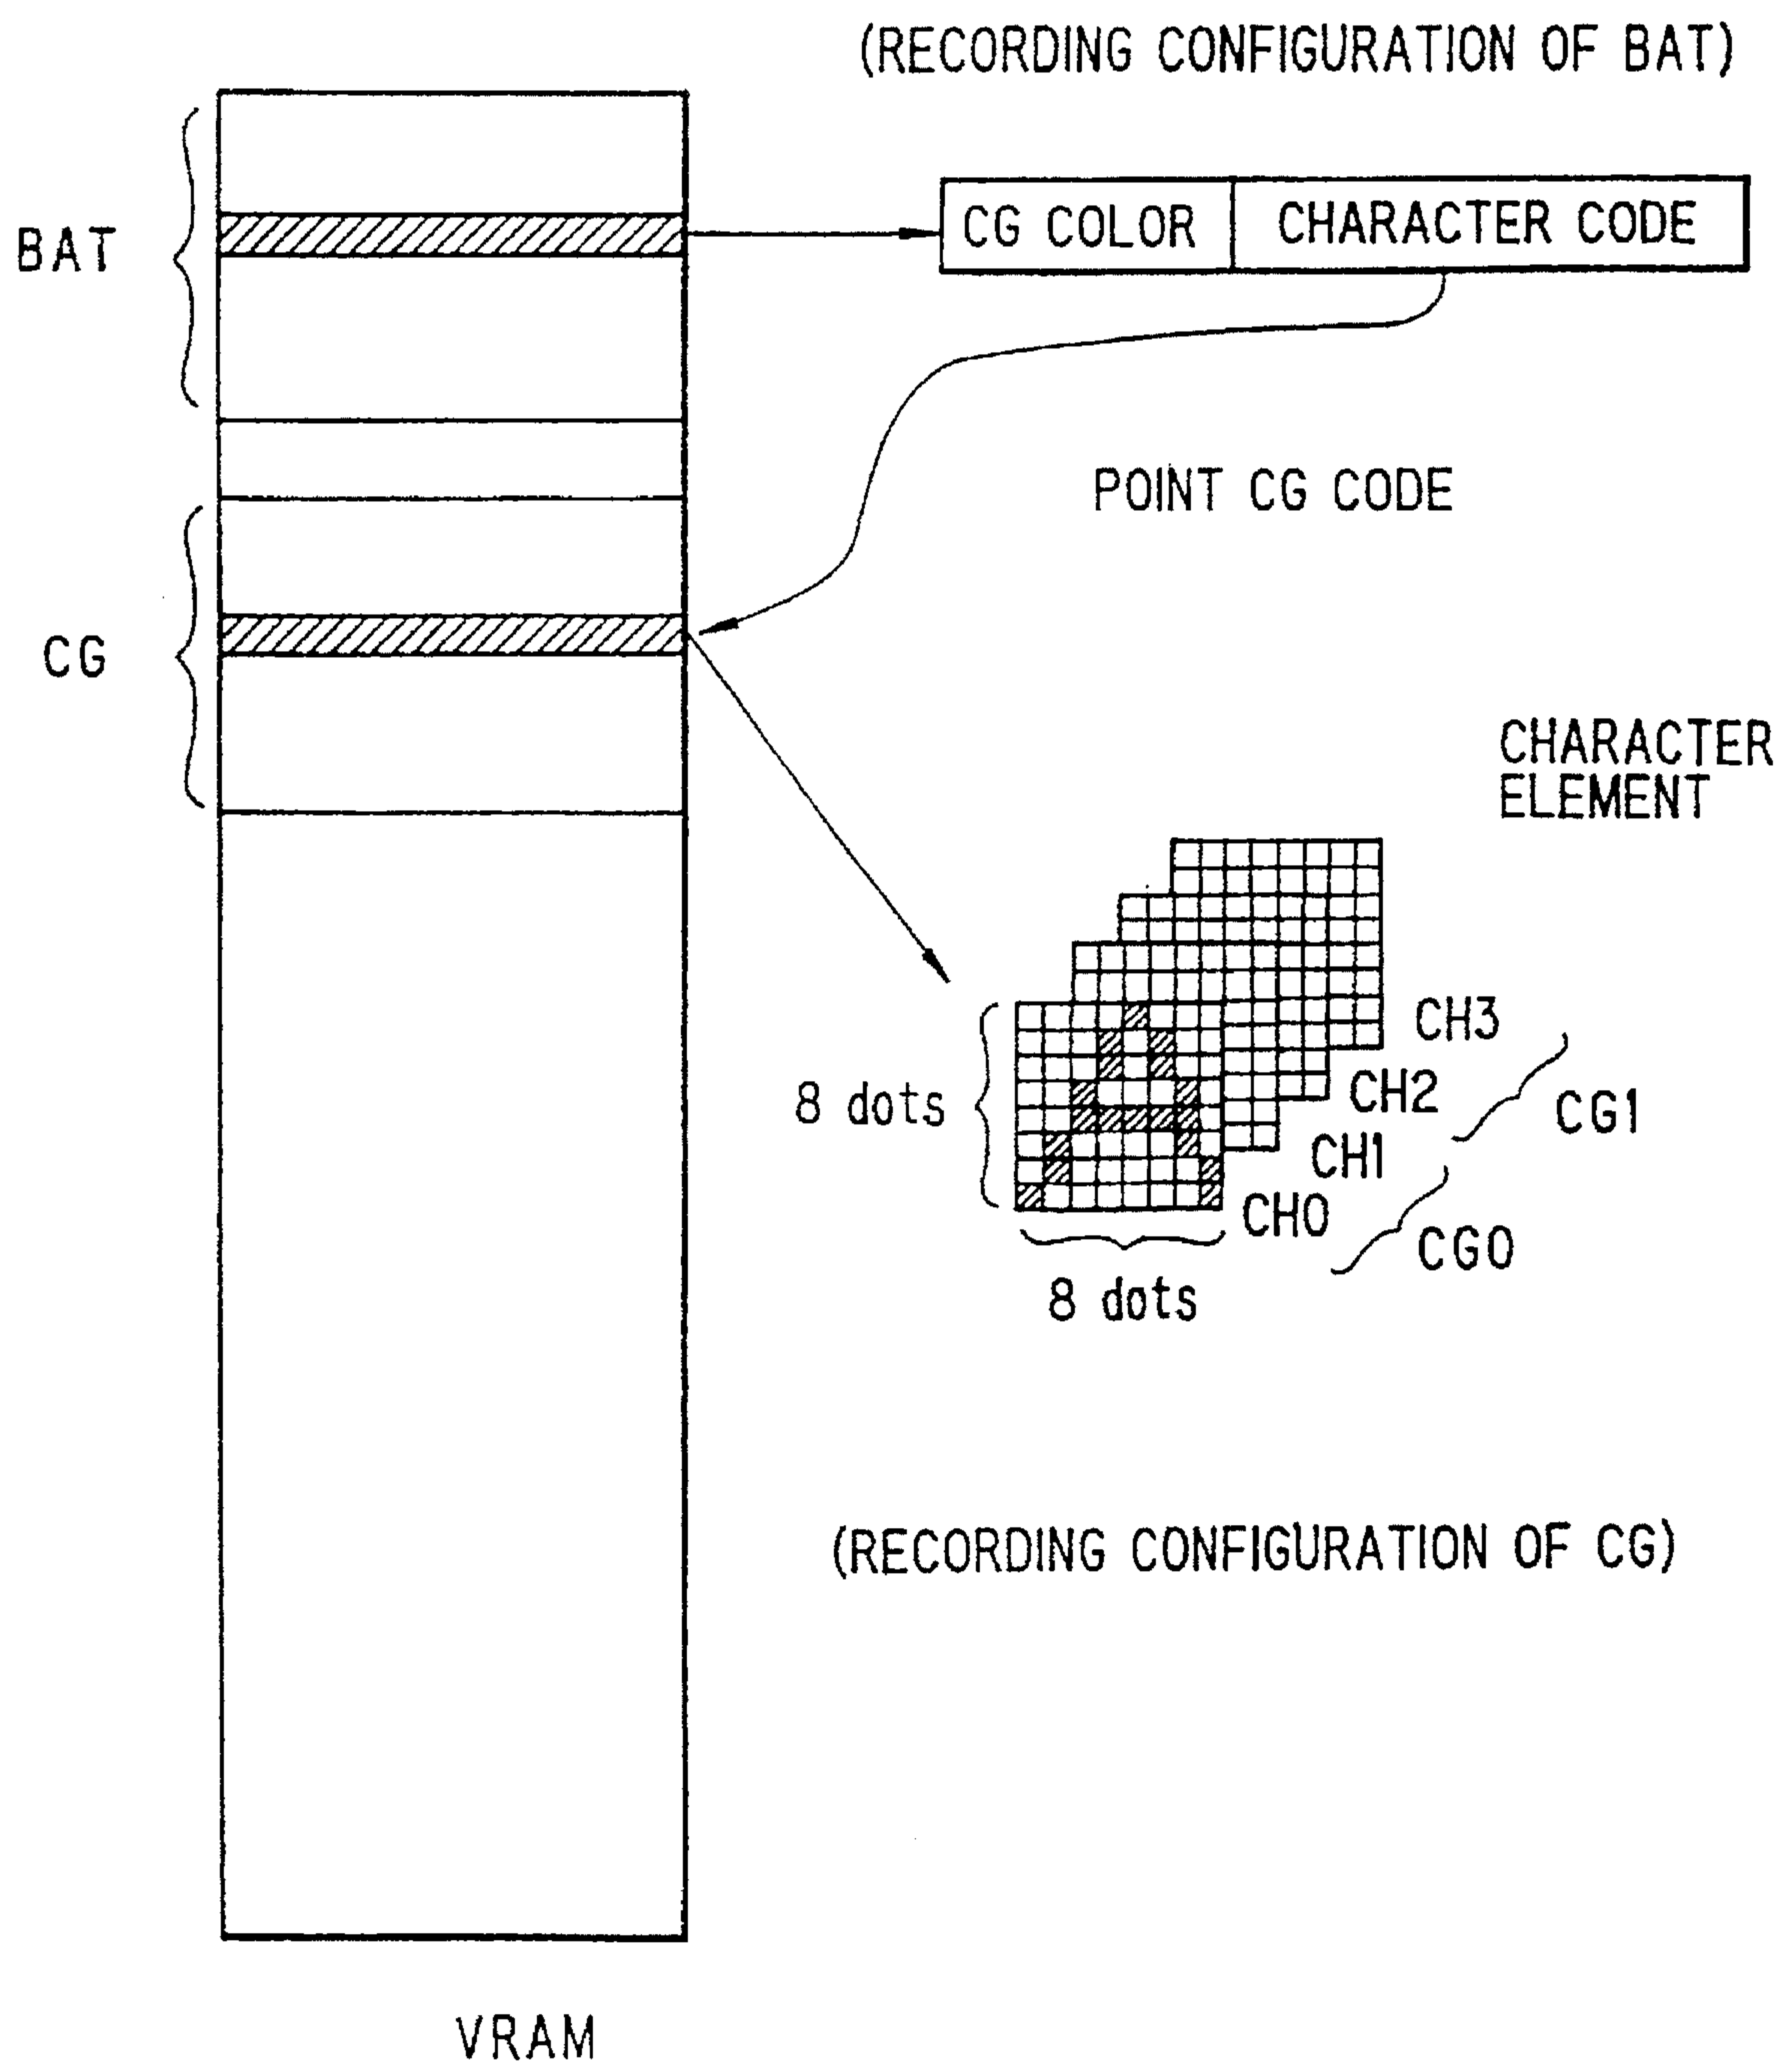 (RECORDING CONFIGURATION OF BAT)
BAT
CG COLOR
CHARACTER CODE
POINT CG CODE
CG
CHARACTER
ELEMENT
CH3
8 dots
CH2
CG1
CH1
CH0
CG0
8 dots
(RECORDING CONFIGURATION OF CG)
VRAM